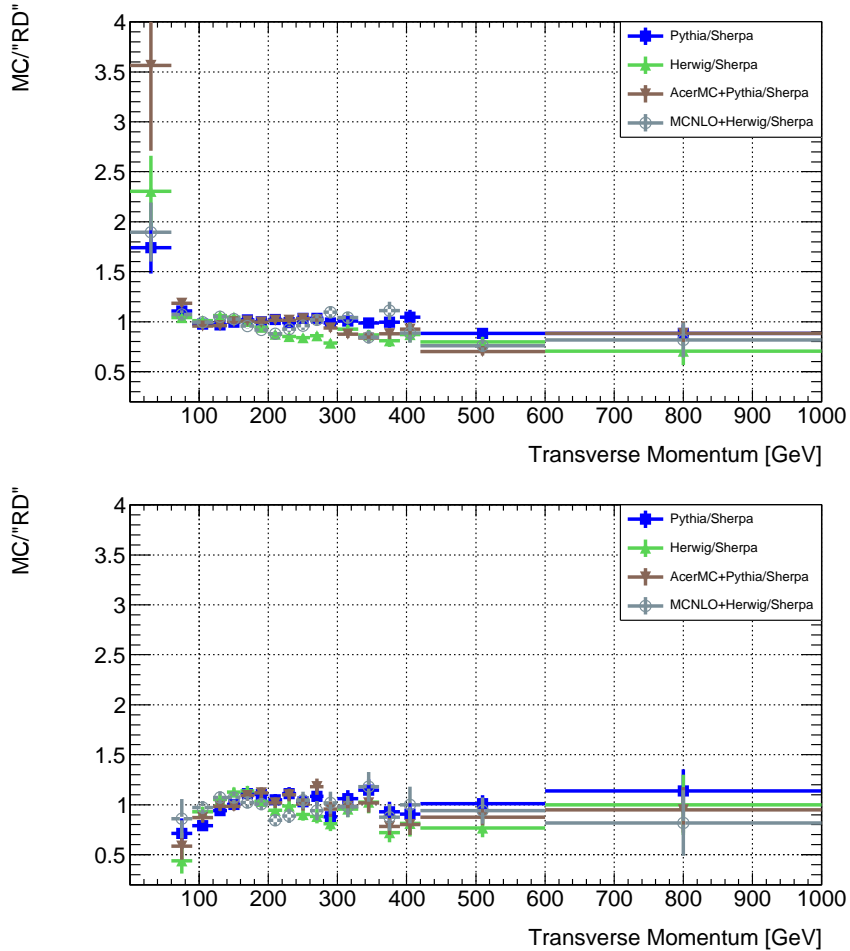 MC/"RD"
4
3.5
3
2.5
2
1.5
1
0.5
Pythia/Sherpa
Herwig/Sherpa
AcerMC+Pythia/Sherpa
MCNLO+Herwig/Sherpa
100 200 300 400 500 600 700 800 900 1000
Transverse Momentum [GeV]
MC/"RD"
4
3.5
3
2.5
2
1.5
1
0.5
Pythia/Sherpa
Herwig/Sherpa
AcerMC+Pythia/Sherpa
MCNLO+Herwig/Sherpa
100 200 300 400 500 600 700 800 900 1000
Transverse Momentum [GeV]